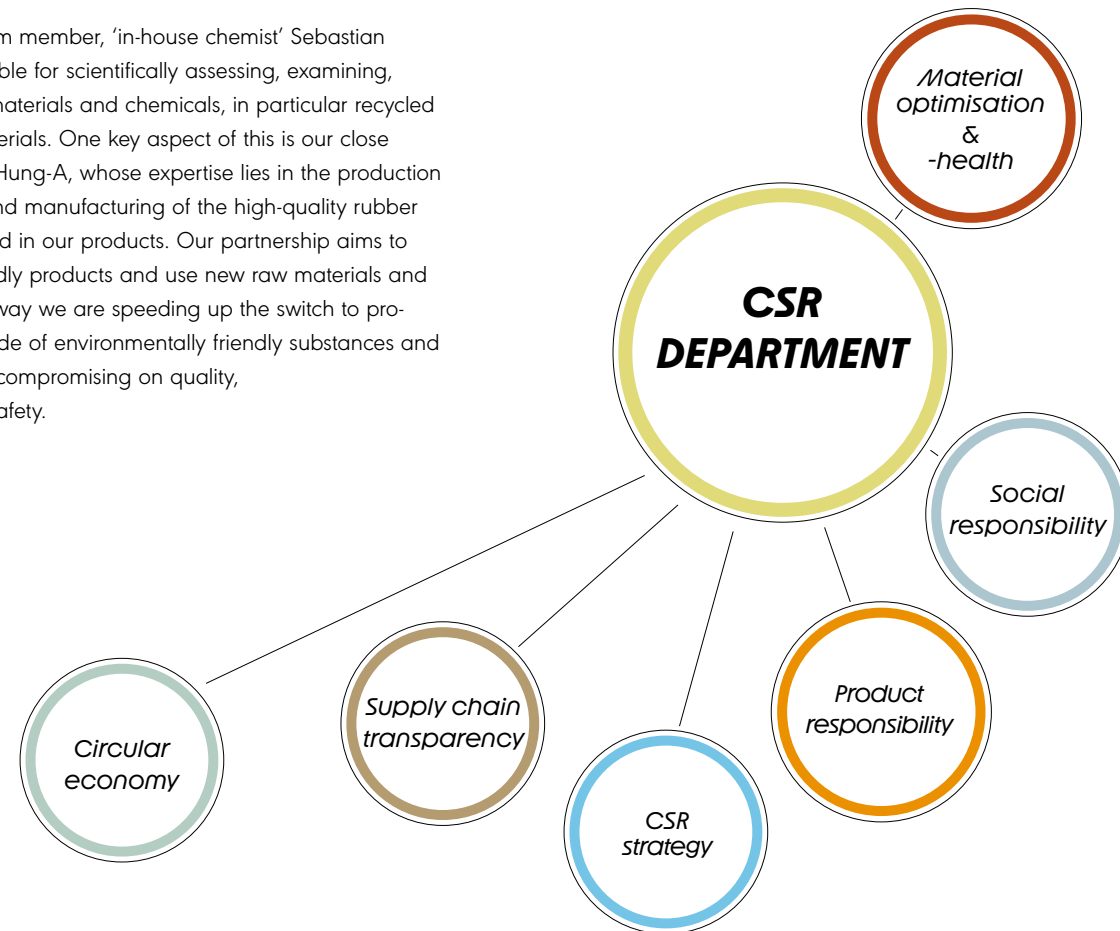 m member, ‘in-house chemist’ Sebastian
ble for scientifically assessing, examining,
naterials and chemicals, in particular recycled
erials. One key aspect of this is our close
Hung-A, whose expertise lies in the production
nd manufacturing of the high-quality rubber
d in our products. Our partnership aims to
dly products and use new raw materials and
way we are speeding up the switch to pro-
de of environmentally friendly substances and
compromising on quality,
afety.
Material
optimisation
&
-health
CSR
DEPARTMENT
Social
responsibility
Product
responsibility
Supply chain
transparency
Circular
economy
CSR
strategy